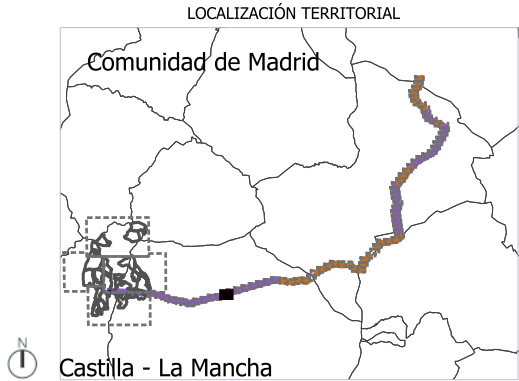 LOCALIZACIÓN TERRITORIAL
Comunidad de Madrid
Castilla - La Mancha
N